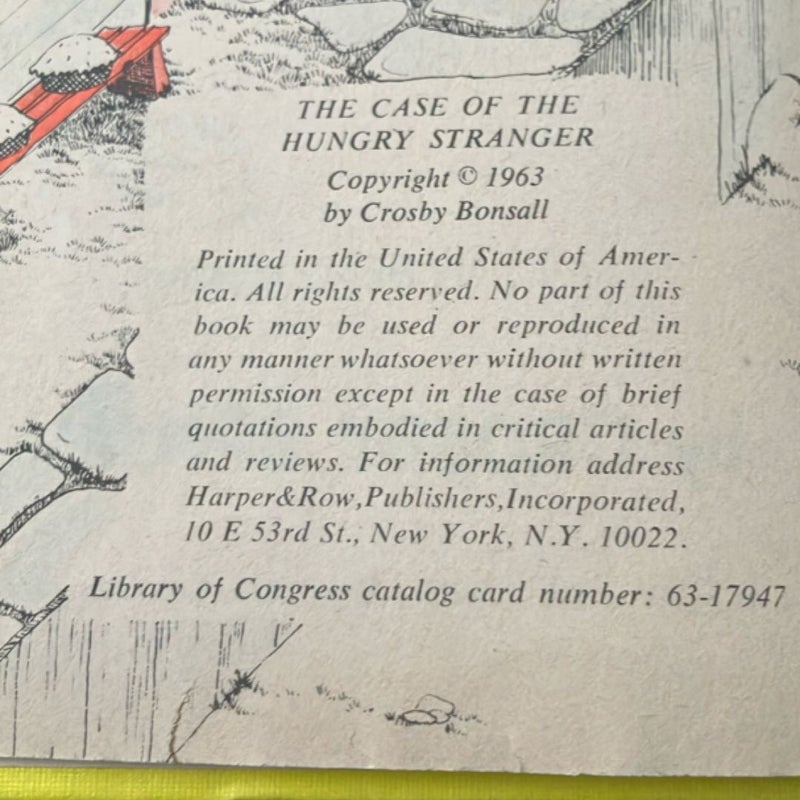 THE CASE OF THE
HUNGRY STRANGER
Copyright © 1963
by Crosby Bonsall
Printed in the United States of Amer-
ica. All rights reserved. No part of this
book may be used or reproduced in
any manner whatsoever without written
permission except in the case of brief
quotations embodied in critical articles
and reviews. For information address
Harper&Row,Publishers,Incorporated,
10 E 53rd St., New York, N.Y. 10022.
Library of Congress catalog card number: 63-17947